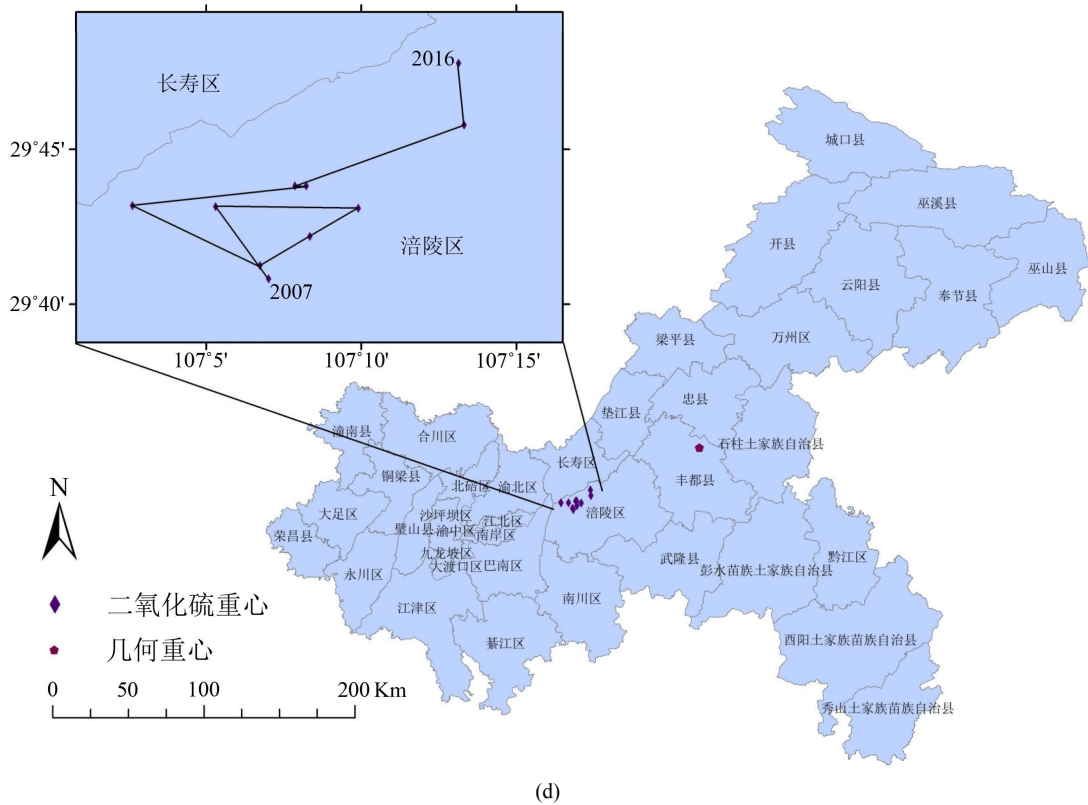 2016
长寿区
29°45'
涪陵区
2007
29°40'
107°5'
107°10'
107°15'
城口县
巫溪县
开县
巫山县
云阳县
奉节县
万州区
梁平县
忠县
垫江县
石柱土家族自治县
潼南县
合川区
长寿区
丰都县
铜梁县
北碚区
渝北区
大足区
沙坪坝区
江北区
涪陵区
璧山县
渝中区
南岸区
荣昌县
九龙坡区
武隆县
黔江区
永川区
大渡口区
巴南区
彭水苗族土家族自治县
南川区
江津区
綦江区
酉阳土家族苗族自治县
秀山土家族苗族自治县
N
二氧化硫重心
几何重心
0 50 100 200 Km
(d)